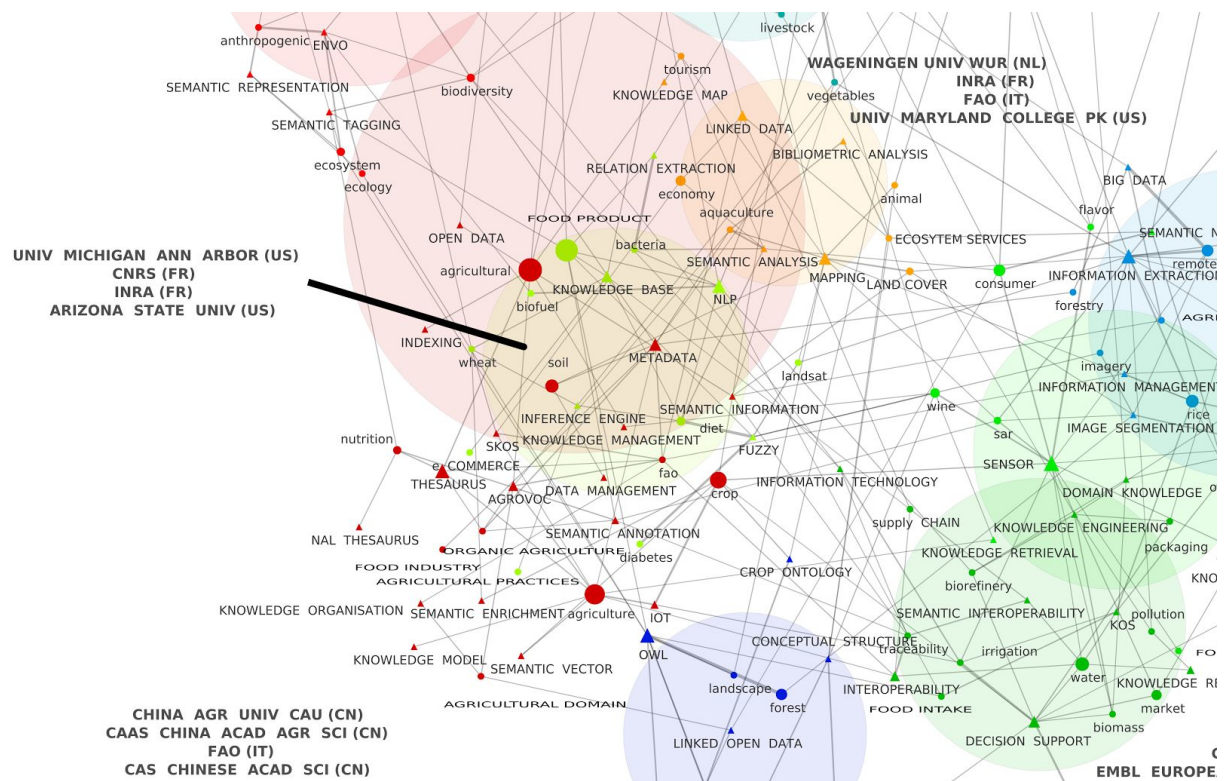 livestock
anthropogenic
ENVO
WAGENINGEN UNIV WUR (NL)
INRA (FR)
FAO (IT)
UNIV MARYLAND COLLEGE PK (US)
tourism
SEMANTIC REPRESENTATION
biodiversity
KNOWLEDGE MAP
vegetables
SEMANTIC TAGGING
LINKED DATA
BIBLIOMETRIC ANALYSIS
ecosystem
RELATION EXTRACTION
ecology
BIG DATA
economy
animal
FOOD PRODUCT
aquaculture
flavor
OPEN DATA
bacteria
ECOSYTEM SERVICES
UNIV MICHIGAN ANN ARBOR (US)
CNRS (FR)
INRA (FR)
ARIZONA STATE UNIV (US)
agricultural
SEMANTIC ANALYSIS
MAPPING
LAND COVER
consumer
INFORMATION EXTRACTION
remote
KNOWLEDGE BASE
NLP
biofuel
forestry
INDEXING
METADATA
wheat
soil
landsat
imagery
INFORMATION MANAGEMENT
SEMANTIC INFORMATION
wine
rice
INFERENCE ENGINE
diet
IMAGE SEGMENTATION
nutrition
SKOS
KNOWLEDGE MANAGEMENT
FUZZY
sar
e-COMMERCE
THESAURUS
fao
SENSOR
AGROVOC
DATA MANAGEMENT
crop
INFORMATION TECHNOLOGY
DOMAIN KNOWLEDGE
NAL THESAURUS
SEMANTIC ANNOTATION
supply CHAIN
KNOWLEDGE ENGINEERING
ORGANIC AGRICULTURE
diabetes
KNOWLEDGE RETRIEVAL
packaging
FOOD INDUSTRY
AGRICULTURAL PRACTICES
CROP ONTOLOGY
biorefinery
KNOWLEDGE ORGANISATION
SEMANTIC ENRICHMENT
agriculture
IOT
SEMANTIC INTEROPERABILITY
pollution
KOS
CONCEPTUAL STRUCTURE
traceability
irrigation
KNOWLEDGE MODEL
SEMANTIC VECTOR
OWL
landscape
INTEROPERABILITY
water
KNOWLEDGE RE
AGRICULTURAL DOMAIN
forest
FOOD INTAKE
market
biomass
CHINA AGR UNIV CAU (CN)
CAAS CHINA ACAD AGR SCI (CN)
FAO (IT)
CAS CHINESE ACAD SCI (CN)
LINKED OPEN DATA
DECISION SUPPORT
EMBL EUROPE